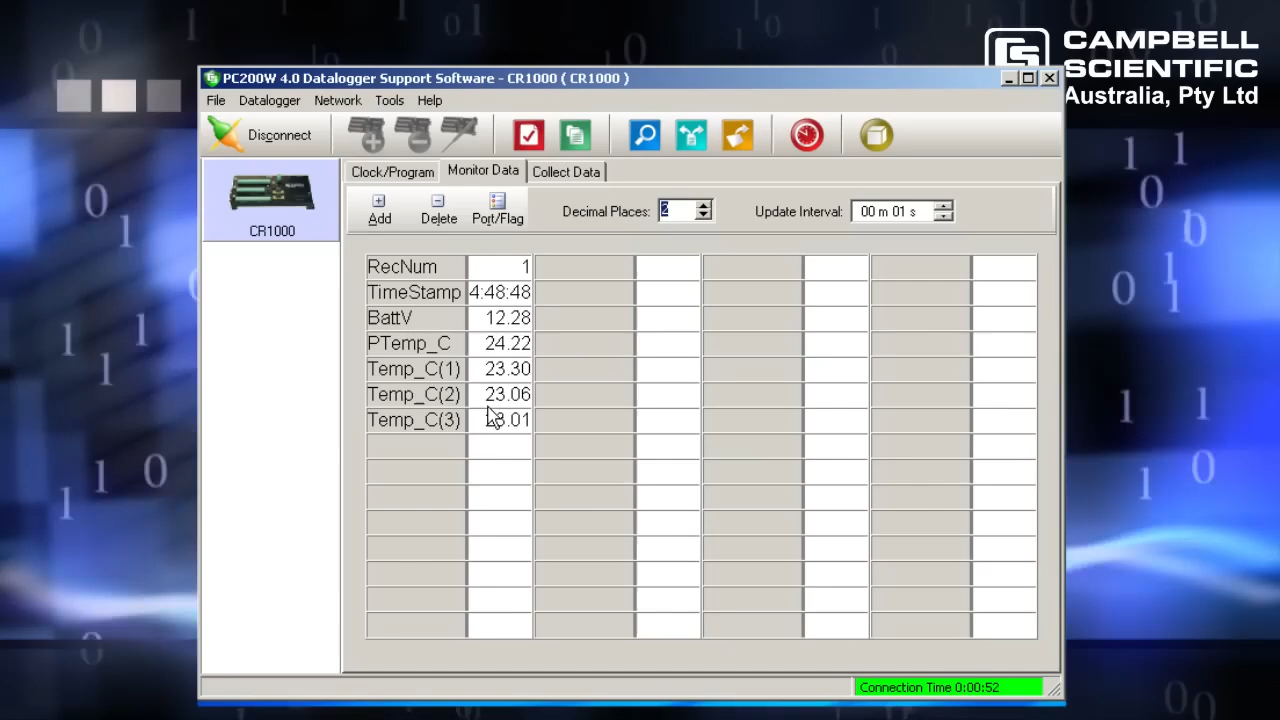 CAMPBELL
SCIENTIFIC
Australia, Pty Ltd
PC200W 4.0 Datalogger Support Software - CR1000 ( CR1000 )
File Datalogger Network Tools Help
Disconnect
CR1000
Clock/Program Monitor Data Collect Data
Add Delete Port/Flag Decimal Places: 2 Update Interval: 00 m 01 s
RecNum 1
TimeStamp 4:48:48
BattV 12.28
PTemp_C 24.22
Temp_C(1) 23.30
Temp_C(2) 23.06
Temp_C(3) 23.01
Connection Time 0:00:52